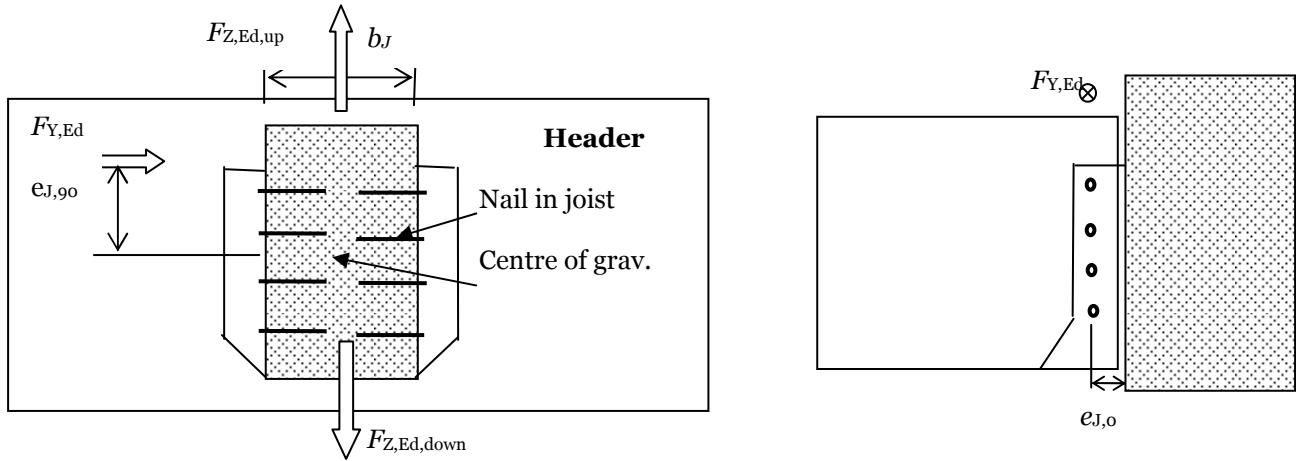 F_Z,Ed,up
b_J
F_Y,Ed
Header
e_J,90
Nail in joist
Centre of grav.
F_Z,Ed,down
F_Y,Ed
e_J,0